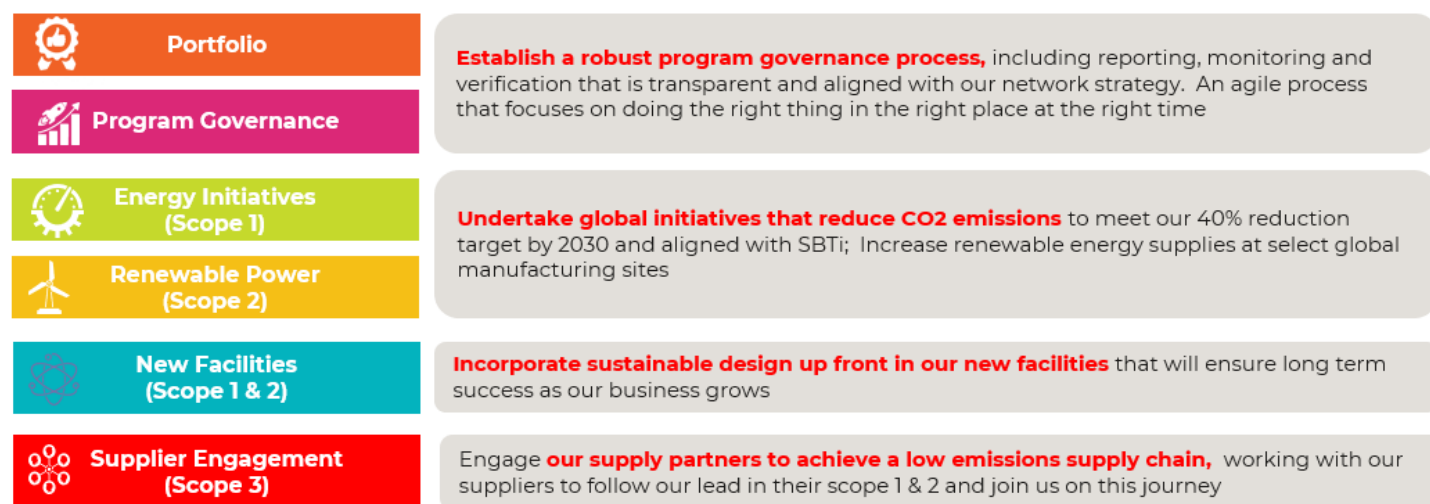 Portfolio
Program Governance
Establish a robust program governance process, including reporting, monitoring and
verification that is transparent and aligned with our network strategy.  An agile process
that focuses on doing the right thing in the right place at the right time
Energy Initiatives
(Scope 1)
Renewable Power
(Scope 2)
Undertake global initiatives that reduce CO2 emissions to meet our 40% reduction
target by 2030 and aligned with SBTi;  Increase renewable energy supplies at select global
manufacturing sites
New Facilities
(Scope 1 & 2)
Incorporate sustainable design up front in our new facilities that will ensure long term
success as our business grows
Supplier Engagement
(Scope 3)
Engage our supply partners to achieve a low emissions supply chain,  working with our
suppliers to follow our lead in their scope 1 & 2 and join us on this journey